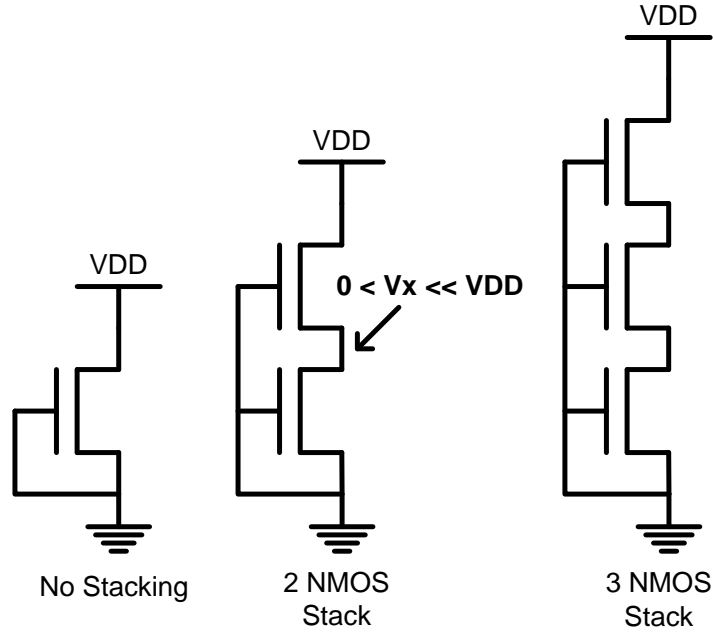 VDD
VDD
VDD
0 < Vx << VDD
No Stacking
2 NMOS
Stack
3 NMOS
Stack